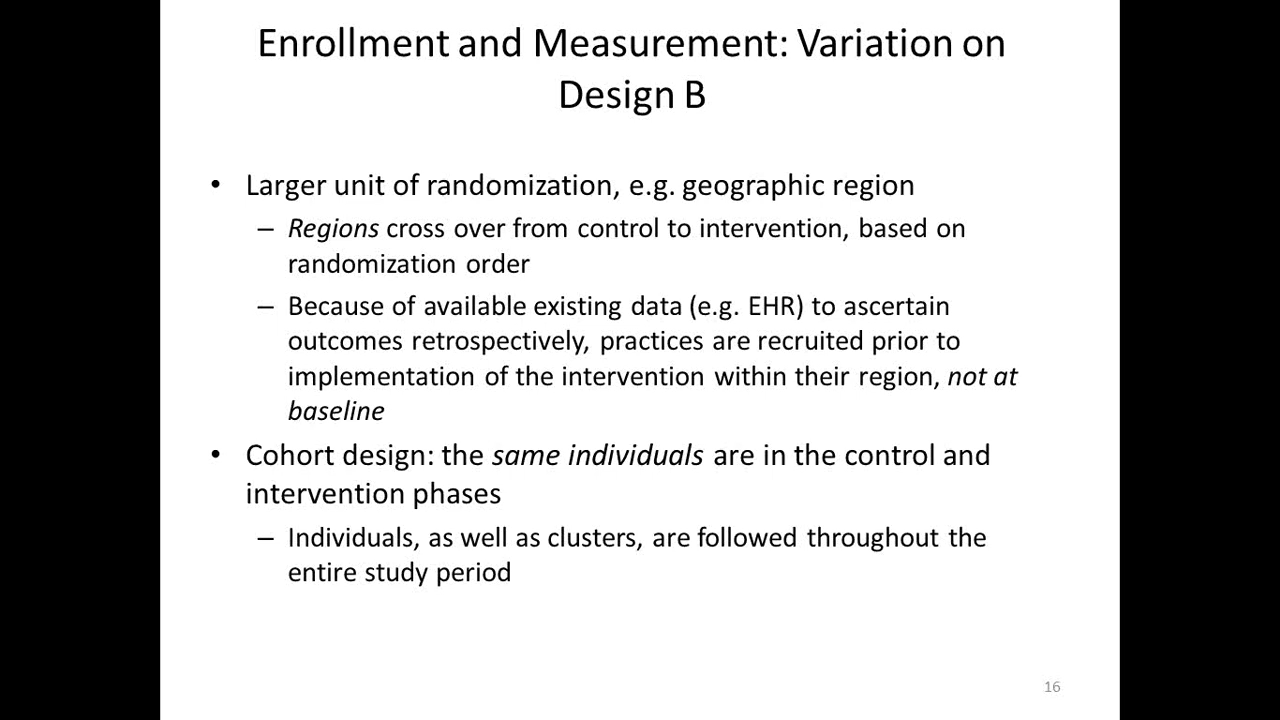 Enrollment and Measurement: Variation on
Design B
• Larger unit of randomization, e.g. geographic region
– Regions cross over from control to intervention, based on
randomization order
– Because of available existing data (e.g. EHR) to ascertain
outcomes retrospectively, practices are recruited prior to
implementation of the intervention within their region, not at
baseline
• Cohort design: the same individuals are in the control and
intervention phases
– Individuals, as well as clusters, are followed throughout the
entire study period
16